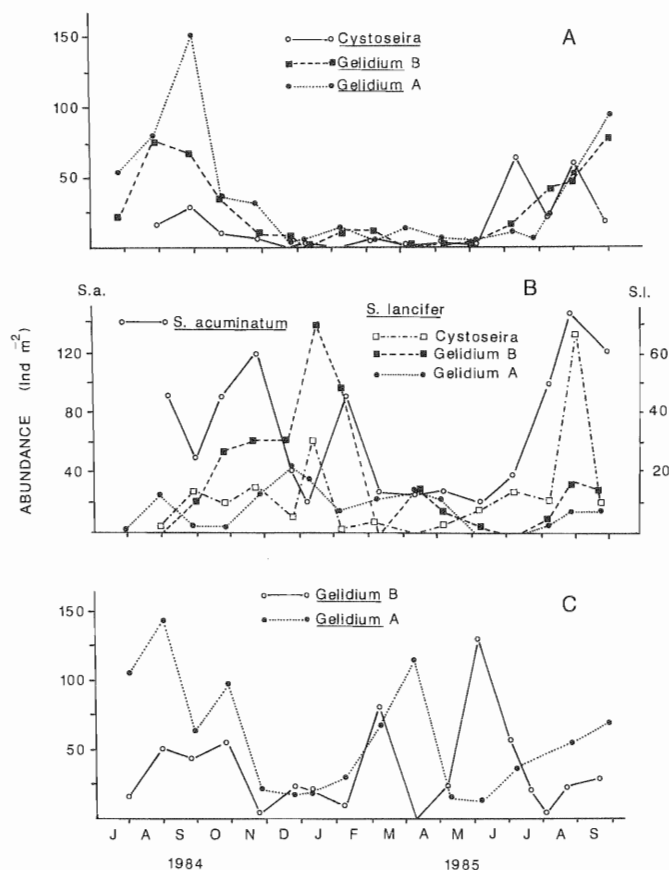 A
Cystoseira
Gelidium B
Gelidium A
150
100
50
S.a.
B
S.l.
S. acuminatum
S. lancifer
Cystoseira
Gelidium B
Gelidium A
120
80
40
60
40
20
ABUNDANCE (Ind m⁻²)
C
Gelidium B
Gelidium A
150
100
50
J A S O N D J F M A M J J A S
1984 1985